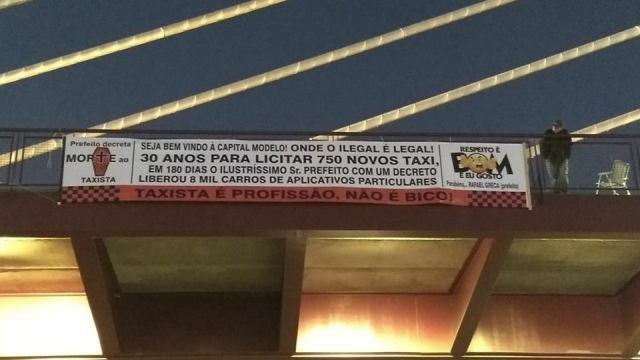 Prefeito decreta
MORTE ao
TAXISTA
SEJA BEM VINDO À CAPITAL MODELO! ONDE O ILEGAL É LEGAL!
30 ANOS PARA LICITAR 750 NOVOS TAXI,
EM 180 DIAS O ILUSTRÍSSIMO Sr. PREFEITO COM UM DECRETO
LIBEROU 8 MIL CARROS DE APLICATIVOS PARTICULARES
RESPEITO É
BOM
E EU GOSTO
Parabéns... RAFAEL GRECA (prefeito)
TAXISTA É PROFISSÃO, NÃO É BICO!